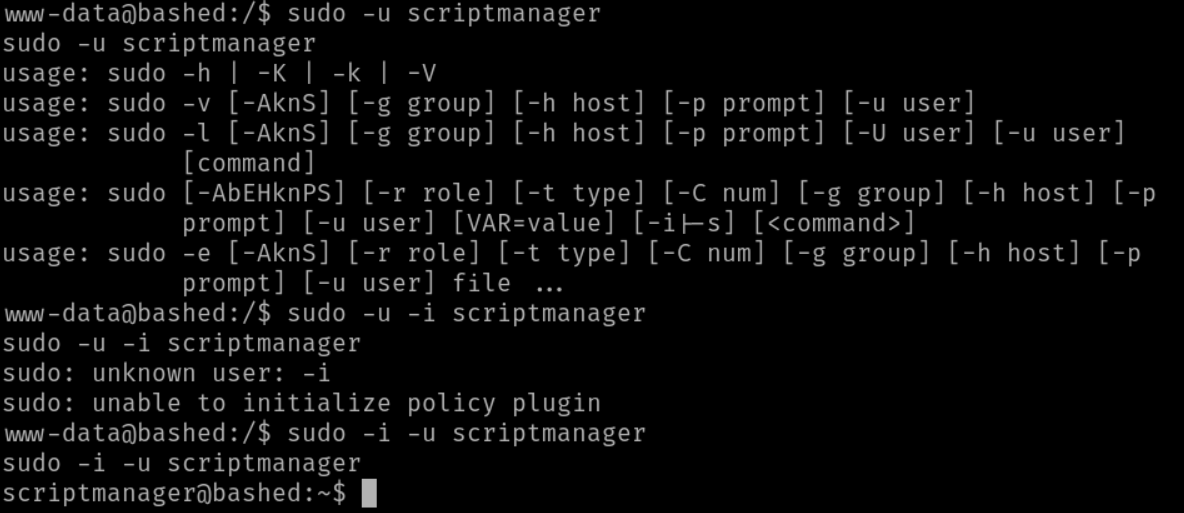 www-data@bashed:/$ sudo -u scriptmanager
sudo -u scriptmanager
usage: sudo -h | -K | -k | -V
usage: sudo -v [-AknS] [-g group] [-h host] [-p prompt] [-u user]
usage: sudo -l [-AknS] [-g group] [-h host] [-p prompt] [-U user] [-u user]
            [command]
usage: sudo [-AbEHknPS] [-r role] [-t type] [-C num] [-g group] [-h host] [-p
            prompt] [-u user] [VAR=value] [-i|-s] [<command>]
usage: sudo -e [-AknS] [-r role] [-t type] [-C num] [-g group] [-h host] [-p
            prompt] [-u user] file ...
www-data@bashed:/$ sudo -u -i scriptmanager
sudo -u -i scriptmanager
sudo: unknown user: -i
sudo: unable to initialize policy plugin
www-data@bashed:/$ sudo -i -u scriptmanager
sudo -i -u scriptmanager
scriptmanager@bashed:~$